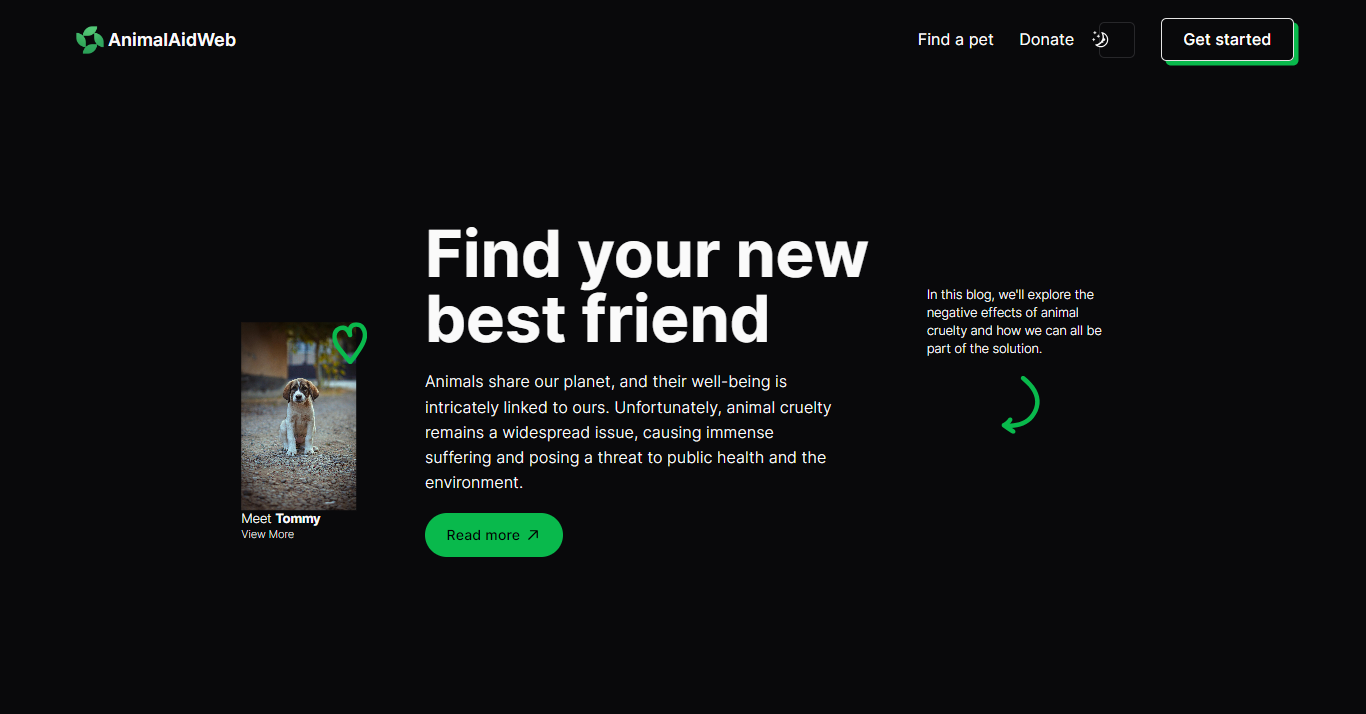 AnimalAidWeb
Find a pet
Donate
Get started
Find your new
best friend
Animals share our planet, and their well-being is
intricately linked to ours. Unfortunately, animal cruelty
remains a widespread issue, causing immense
suffering and posing a threat to public health and the
environment.
Read more
Meet Tommy
View More
In this blog, we'll explore the
negative effects of animal
cruelty and how we can all be
part of the solution.